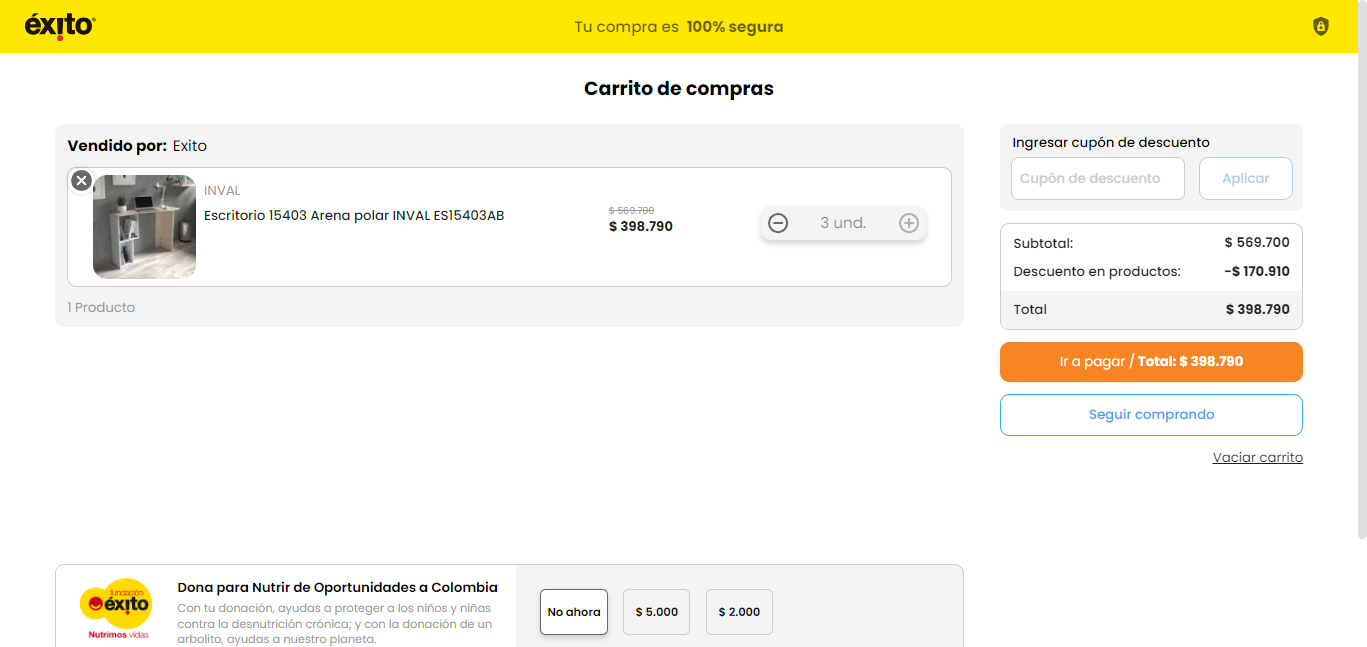 éxito
Tu compra es 100% segura
Carrito de compras
Vendido por: Exito
INVAL
Escritorio 15403 Arena polar INVAL ES15403AB
$ 569.700
$ 398.790
3 und.
1 Producto
Ingresar cupón de descuento
Cupón de descuento
Aplicar
Subtotal: $ 569.700
Descuento en productos: -$ 170.910
Total $ 398.790
Ir a pagar / Total: $ 398.790
Seguir comprando
Vaciar carrito
fundación
éxito
Nutrimos vidas
Dona para Nutrir de Oportunidades a Colombia
Con tu donación, ayudas a proteger a los niños y niñas
contra la desnutrición crónica; y con la donación de un
arbolito, ayudas a nuestro planeta.
No ahora
$ 5.000
$ 2.000